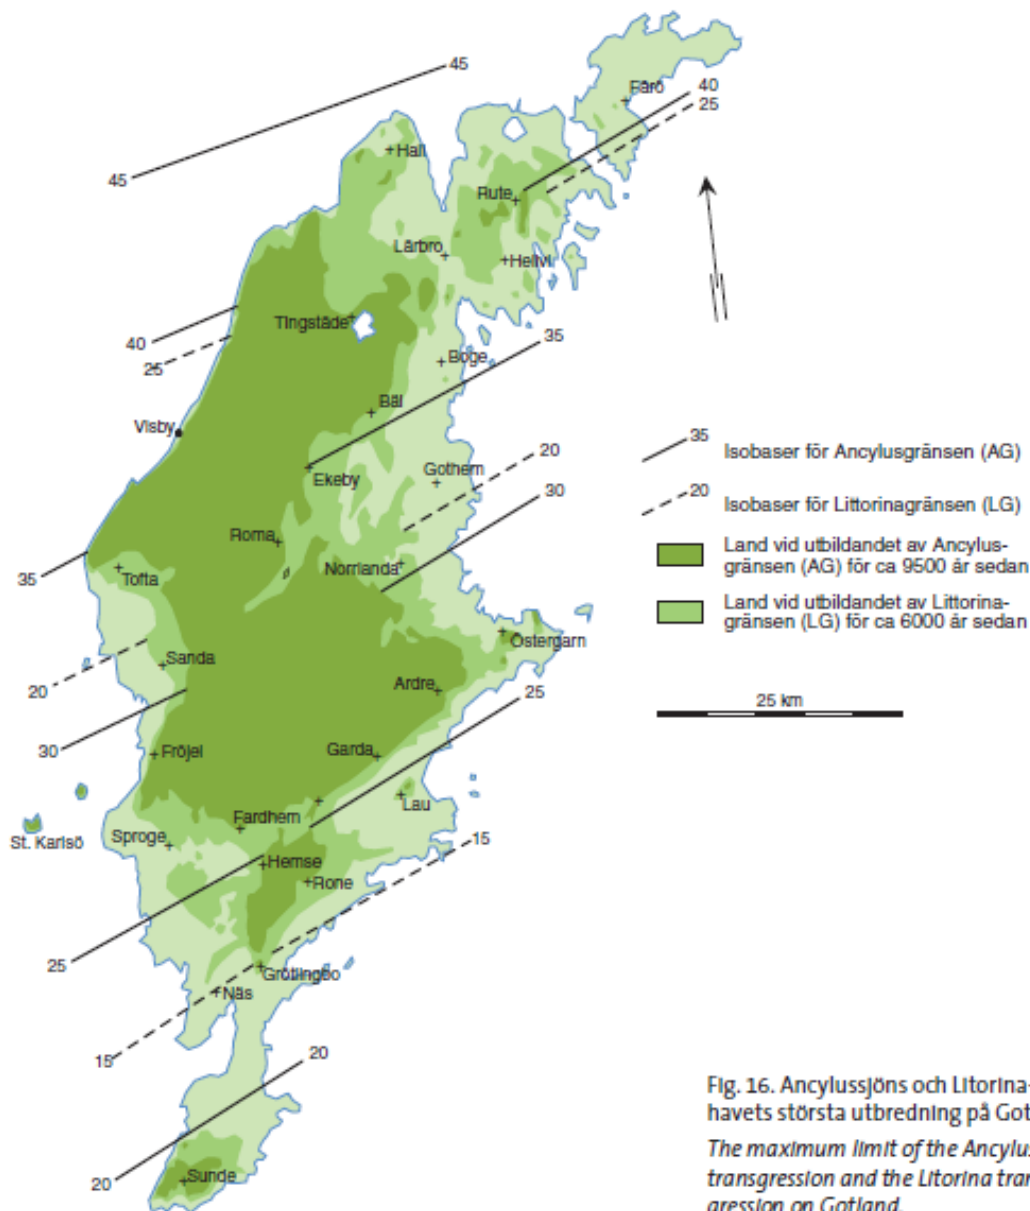 45
Fårö
40
25
45
Hall
Rute
Lärbro
Hellvi
Tingstäde
40
25
35
Boge
Visby
Bäl
35
Isobaser för Ancylusgränsen (AG)
Ekeby
Gothem
20
30
20
Isobaser för Littorinagränsen (LG)
Roma
Norrlanda
Land vid utbildandet av Ancylus-
gränsen (AG) för ca 9500 år sedan
35
Tofta
Land vid utbildandet av Littorina-
gränsen (LG) för ca 6000 år sedan
Östergarn
Sanda
20
Ardre
25
25 km
30
Fröjel
Garda
Lau
St. Karlsö
Sproge
Fardhem
15
Hemse
Rone
25
Grötlingbo
Näs
15
20
Fig. 16. Ancylussjöns och Litorina-
havets största utbredning på Got
The maximum limit of the Ancylus
transgression and the Litorina tran
gression on Gotland.
20
Sunde